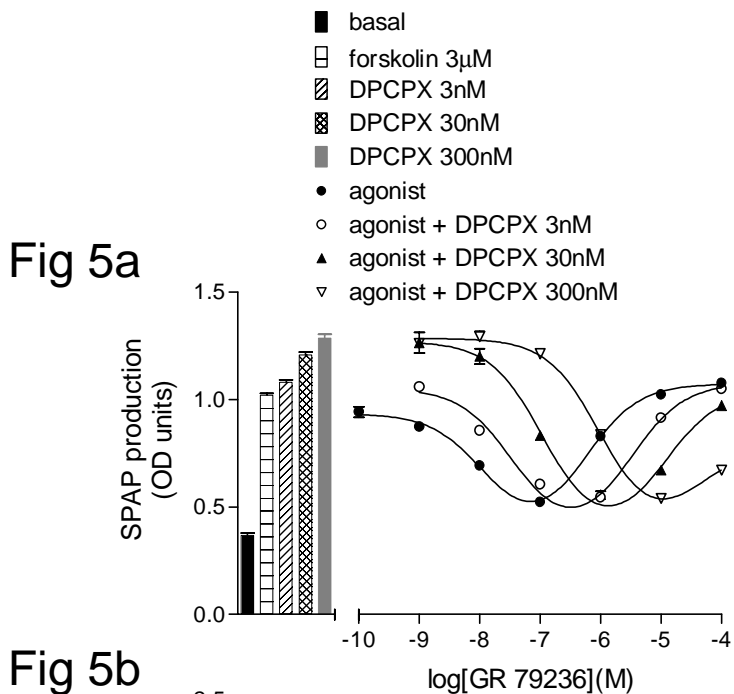 basal
forskolin 3µM
DPCPX 3nM
DPCPX 30nM
DPCPX 300nM
agonist
agonist + DPCPX 3nM
agonist + DPCPX 30nM
agonist + DPCPX 300nM
Fig 5a
SPAP production
(OD units)
1.5
1.0
0.5
0.0
-10 -9 -8 -7 -6 -5 -4
log[GR 79236](M)
Fig 5b